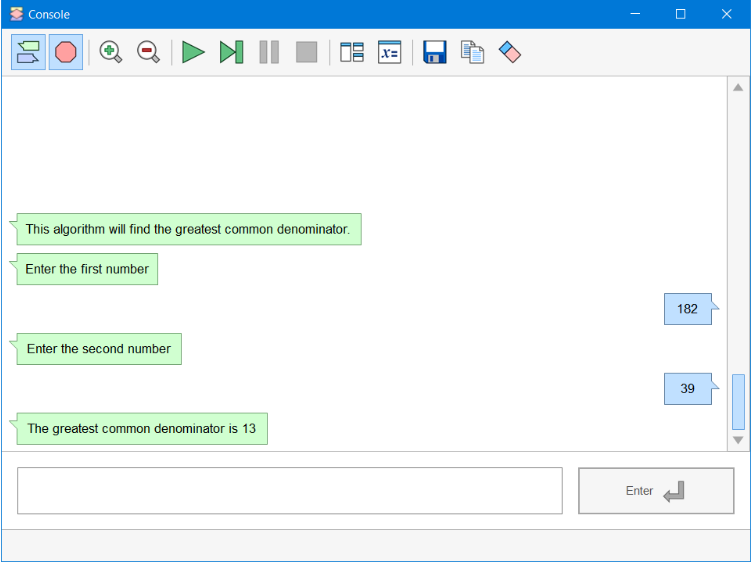 Console
x=
This algorithm will find the greatest common denominator.
Enter the first number
182
Enter the second number
39
The greatest common denominator is 13
Enter